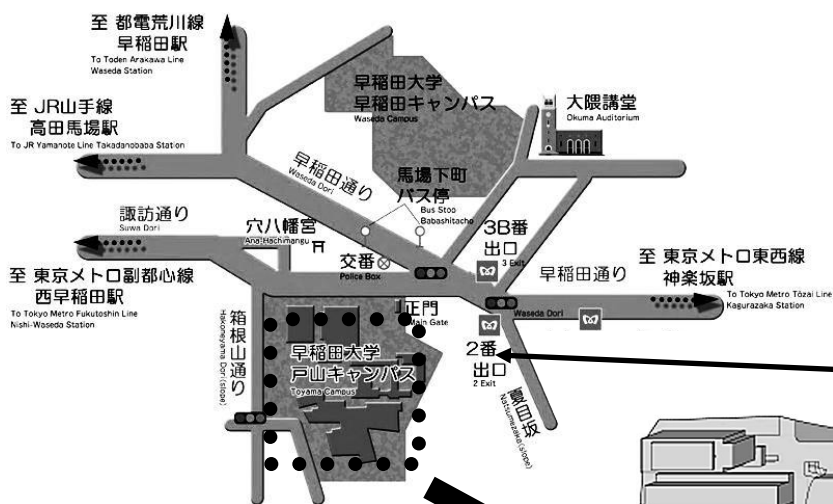 至 都電荒川線
早稲田駅
To Toden Arakawa Line
Waseda Station
至 JR山手線
高田馬場駅
To JR Yamanote Line Takadanobaba Station
早稲田大学
早稲田キャンパス
Waseda Campus
大隈講堂
Okuma Auditorium
早稲田通り
Waseda Dori
馬場下町
バス停
Bus Stop
Babashitacho
諏訪通り
Suwa Dori
穴八幡宮
Ana-Hachimangu
交番
Police Box
3B番
出口
3 Exit
早稲田通り
Waseda Dori
至 東京メトロ東西線
神楽坂駅
To Tokyo Metro Tōzai Line
Kagurazaka Station
至 東京メトロ副都心線
西早稲田駅
To Tokyo Metro Fukutoshin Line
Nishi-Waseda Station
箱根山通り
Hakoneyama Dori(slope)
正門
Main Gate
早稲田大学
戸山キャンパス
Toyama Campus
2番
出口
2 Exit
夏目坂
Natsumezaka(slope)